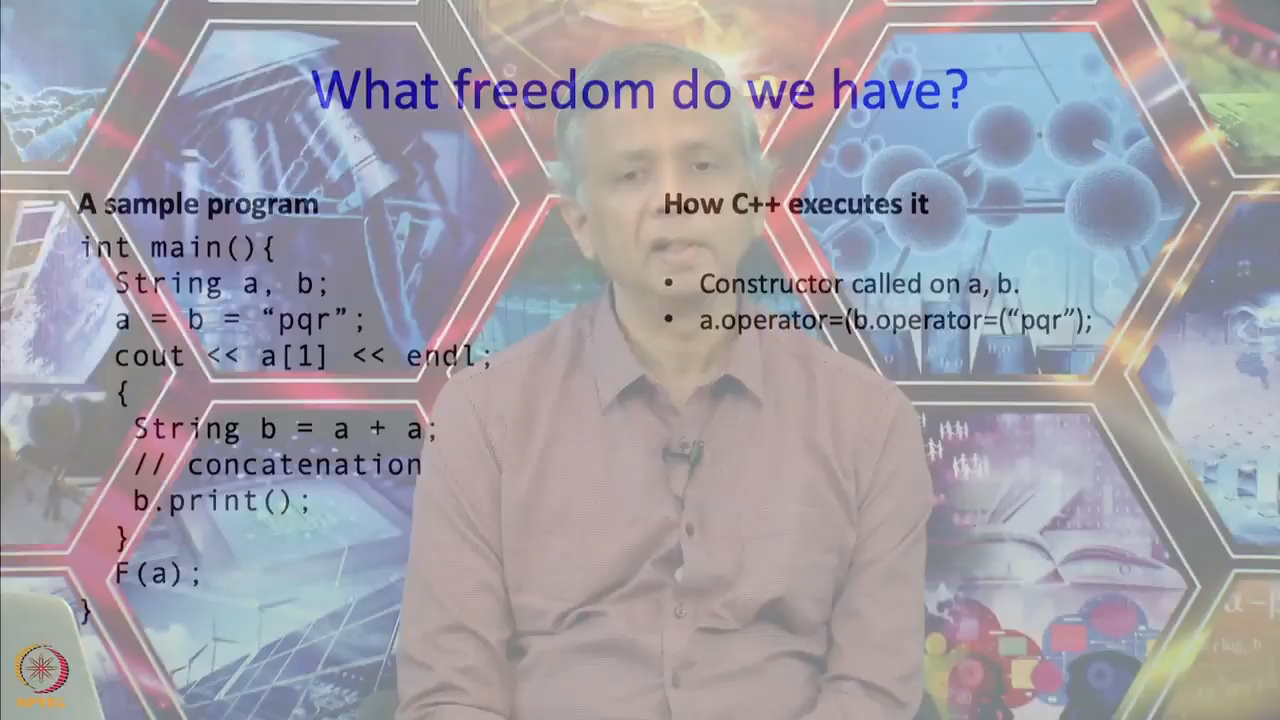 What freedom do we have?
A sample program
int main(){
String a, b;
a = b = “pqr”;
cout << a[1] << endl;
{
String b = a + a;
// concatenation
b.print();
}
F(a);
}
How C++ executes it
• Constructor called on a, b.
• a.operator=(b.operator=(“pqr”);
NPTEL